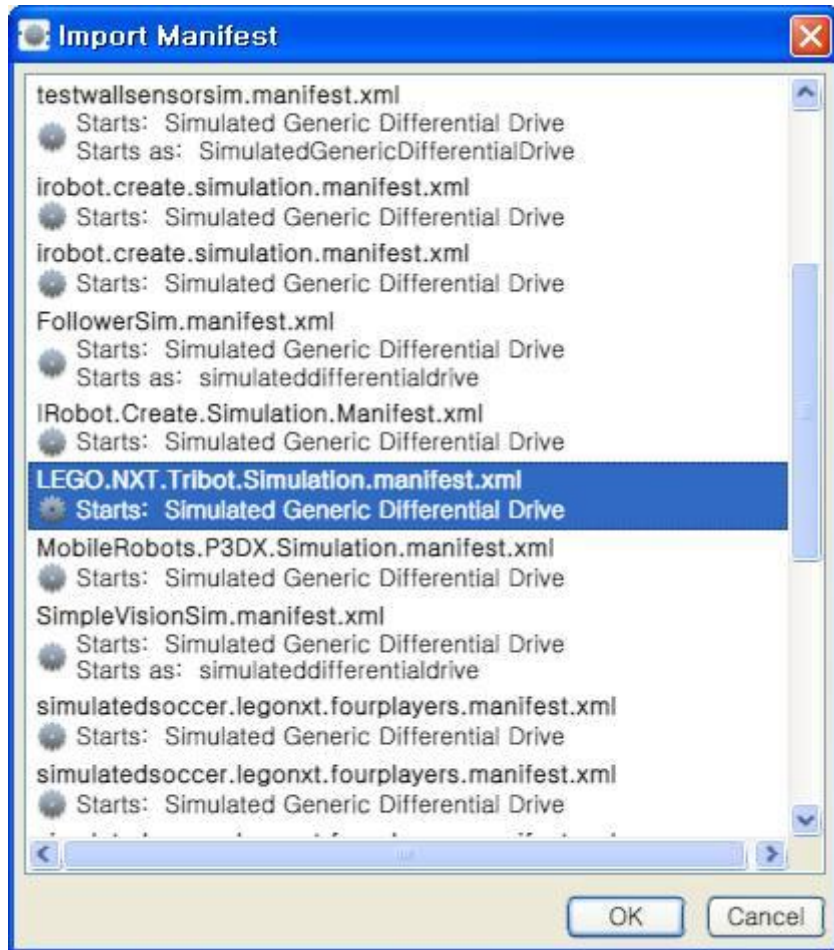 Import Manifest
testwallsensorsim.manifest.xml
Starts: Simulated Generic Differential Drive
Starts as: SimulatedGenericDifferentialDrive
irobot.create.simulation.manifest.xml
Starts: Simulated Generic Differential Drive
irobot.create.simulation.manifest.xml
Starts: Simulated Generic Differential Drive
FollowerSim.manifest.xml
Starts: Simulated Generic Differential Drive
Starts as: simulateddifferentialdrive
IRobot.Create.Simulation.Manifest.xml
Starts: Simulated Generic Differential Drive
LEGO.NXT.Tribot.Simulation.manifest.xml
Starts: Simulated Generic Differential Drive
MobileRobots.P3DX.Simulation.manifest.xml
Starts: Simulated Generic Differential Drive
SimpleVisionSim.manifest.xml
Starts: Simulated Generic Differential Drive
Starts as: simulateddifferentialdrive
simulatedsoccer.legonxt.fourplayers.manifest.xml
Starts: Simulated Generic Differential Drive
simulatedsoccer.legonxt.fourplayers.manifest.xml
Starts: Simulated Generic Differential Drive
OK Cancel